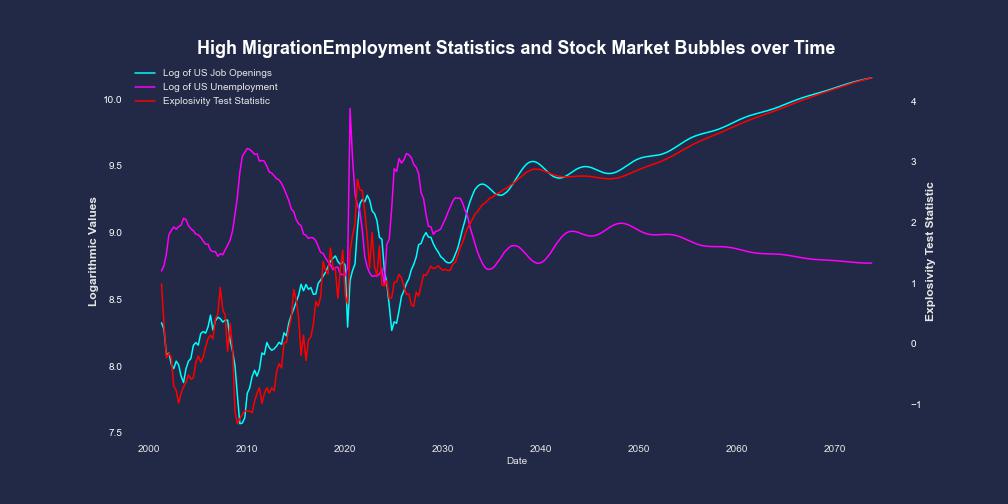 High MigrationEmployment Statistics and Stock Market Bubbles over Time
Log of US Job Openings
Log of US Unemployment
Explosivity Test Statistic
10.0
9.5
9.0
8.5
8.0
7.5
Logarithmic Values
4
3
2
1
0
−1
Explosivity Test Statistic
2000 2010 2020 2030 2040 2050 2060 2070
Date